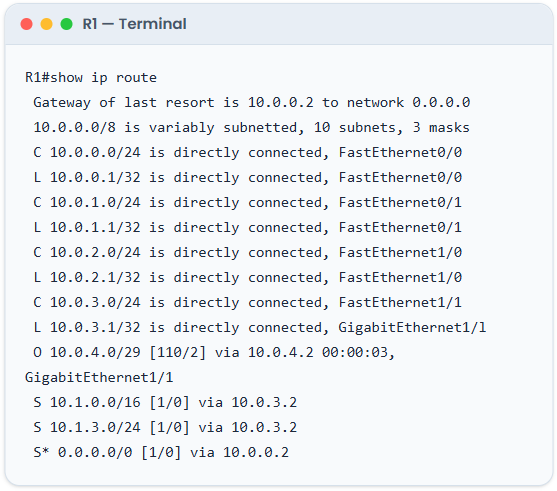 R1 — Terminal
R1#show ip route
Gateway of last resort is 10.0.0.2 to network 0.0.0.0
10.0.0.0/8 is variably subnetted, 10 subnets, 3 masks
C 10.0.0.0/24 is directly connected, FastEthernet0/0
L 10.0.0.1/32 is directly connected, FastEthernet0/0
C 10.0.1.0/24 is directly connected, FastEthernet0/1
L 10.0.1.1/32 is directly connected, FastEthernet0/1
C 10.0.2.0/24 is directly connected, FastEthernet1/0
L 10.0.2.1/32 is directly connected, FastEthernet1/0
C 10.0.3.0/24 is directly connected, FastEthernet1/1
L 10.0.3.1/32 is directly connected, GigabitEthernet1/l
O 10.0.4.0/29 [110/2] via 10.0.4.2 00:00:03,
GigabitEthernet1/1
S 10.1.0.0/16 [1/0] via 10.0.3.2
S 10.1.3.0/24 [1/0] via 10.0.3.2
S* 0.0.0.0/0 [1/0] via 10.0.0.2